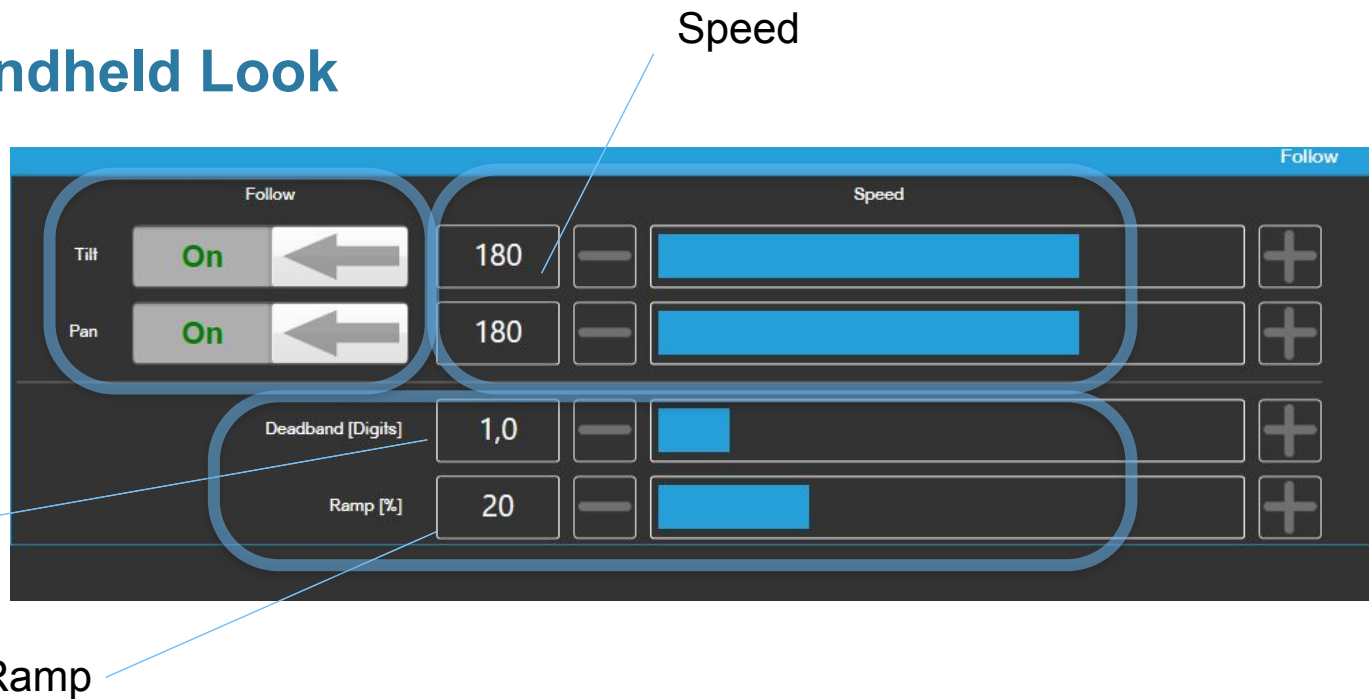 Speed
ndheld Look
Follow
Follow Speed
Tilt On 180
Pan On 180
Deadband [Digits] 1,0
Ramp [%] 20
Ramp